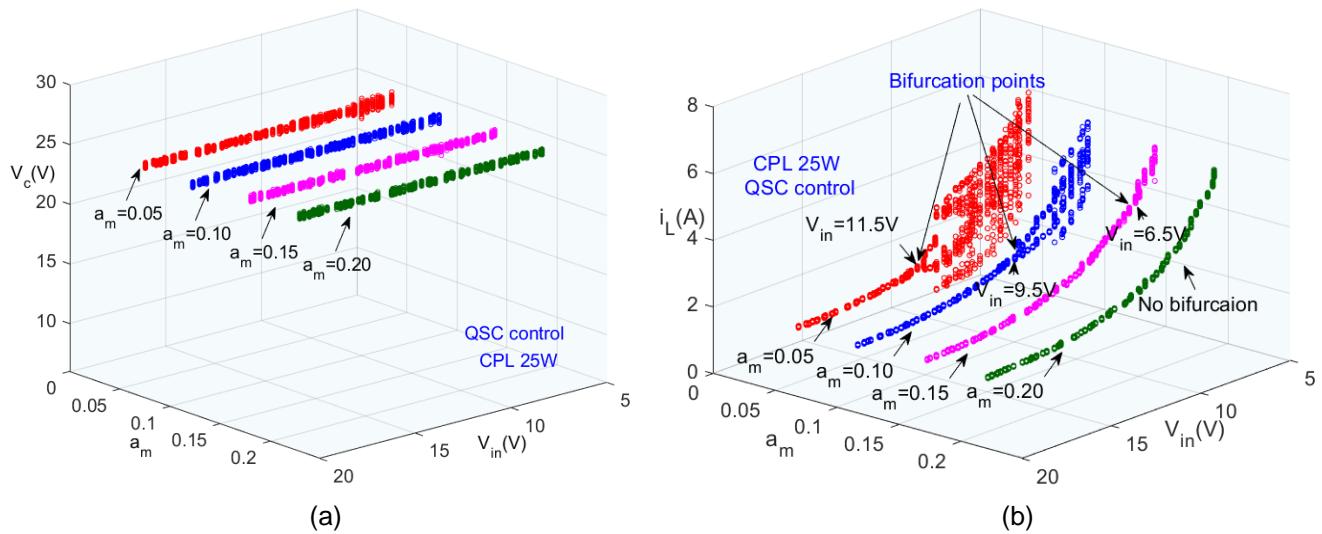 30
25
V_c(V)
20
15
10
0
0.05
0.1
0.15
0.2
a_m
20
15
10
5
V_in(V)
a_m=0.05
a_m=0.10
a_m=0.15
a_m=0.20
QSC control
CPL 25W
(a)
8
6
i_L(A)
4
2
0
0
0.05
0.1
0.15
0.2
a_m
20
15
10
5
V_in(V)
Bifurcation points
CPL 25W
QSC control
V_in=11.5V
V_in=9.5V
V_in=6.5V
No bifurcaion
a_m=0.05
a_m=0.10
a_m=0.15
a_m=0.20
(b)